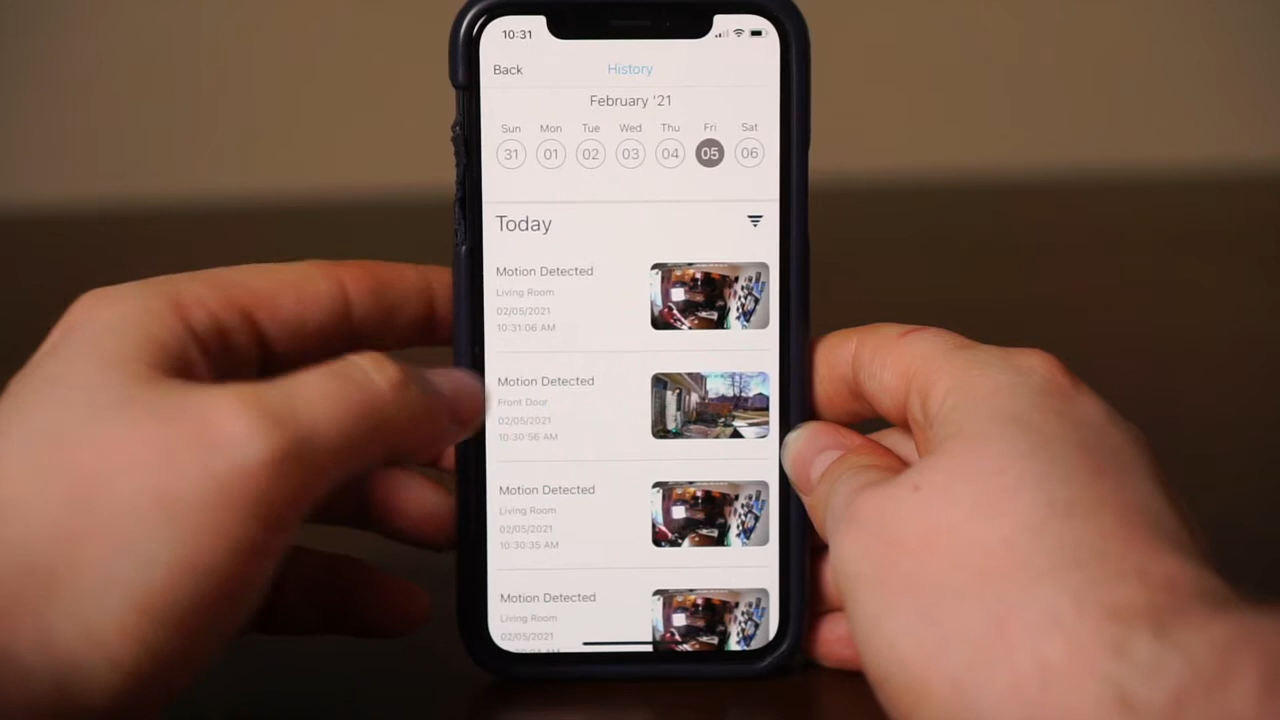 10:31
Back History
February '21
Sun Mon Tue Wed Thu Fri Sat
31 01 02 03 04 05 06
Today
Motion Detected
Living Room
02/05/2021
10:31:06 AM
Motion Detected
Front Door
02/05/2021
10:30:56 AM
Motion Detected
Living Room
02/05/2021
10:30:35 AM
Motion Detected
Living Room
02/05/2021